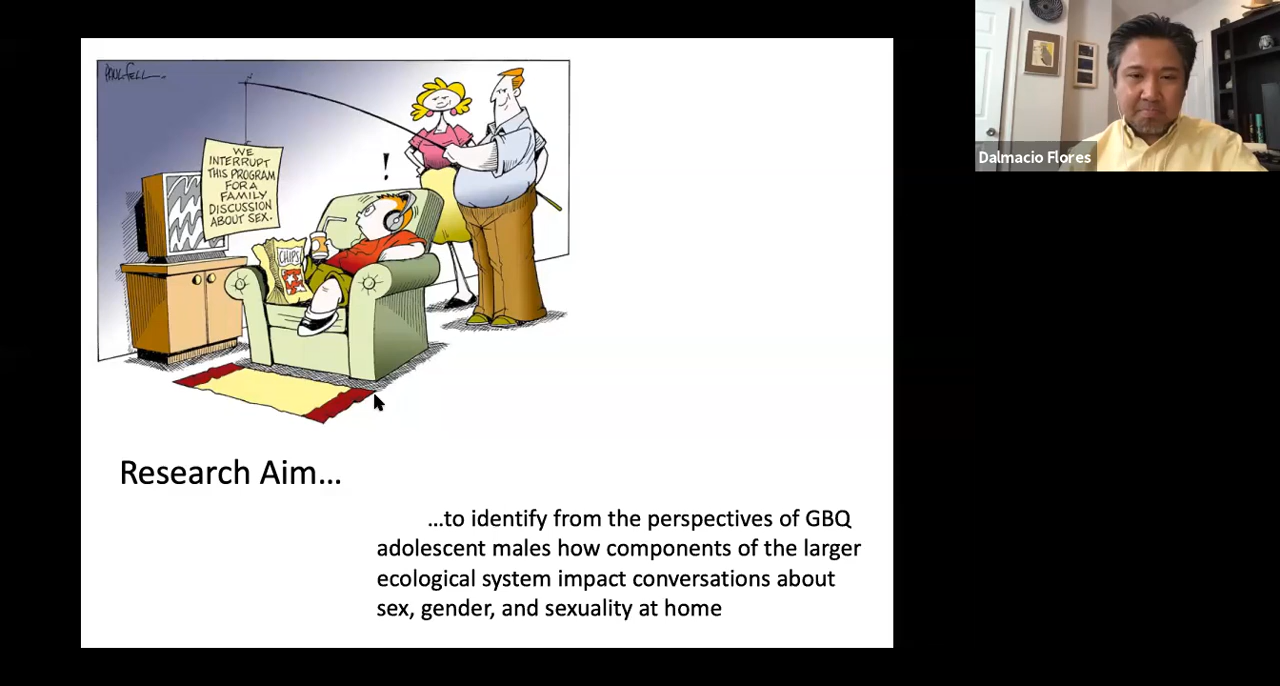 PAUL FELL
WE
INTERRUPT
THIS PROGRAM
FOR A
FAMILY
DISCUSSION
ABOUT SEX.
!
CHIPS
Dalmacio Flores
Research Aim...
...to identify from the perspectives of GBQ
adolescent males how components of the larger
ecological system impact conversations about
sex, gender, and sexuality at home